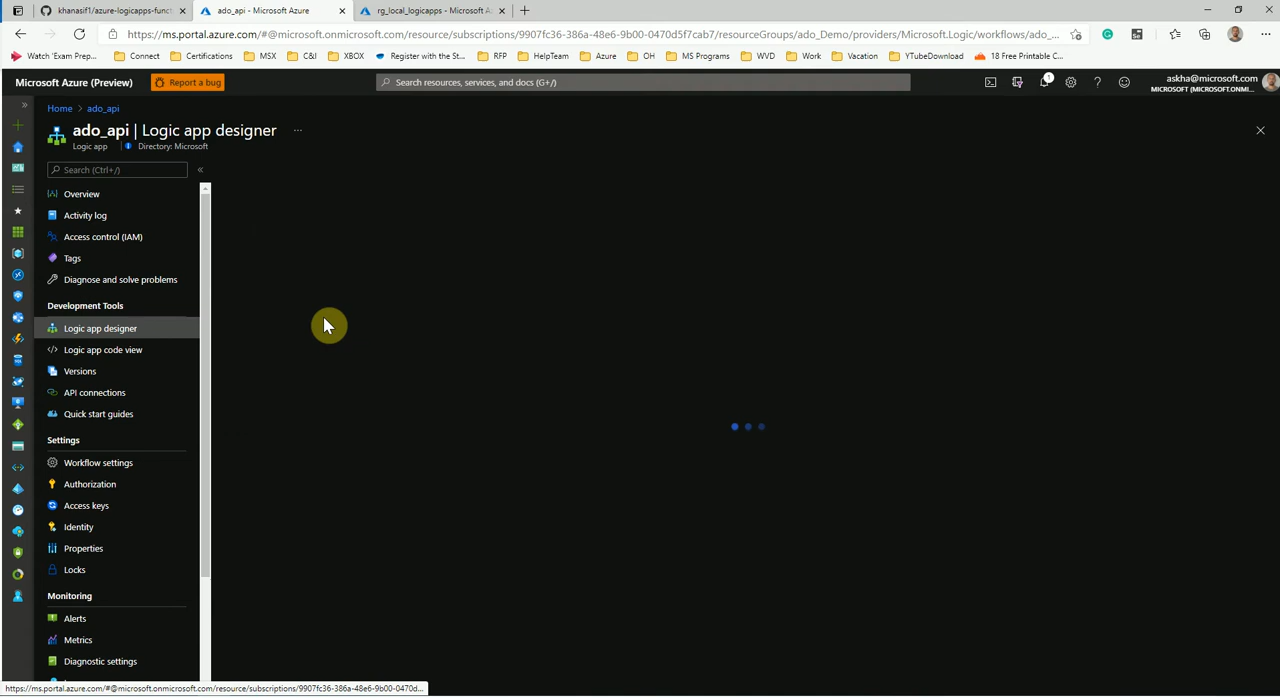 khanasif1/azure-logicapps-funct
ado_api - Microsoft Azure
rg_local_logicapps - Microsoft A
https://ms.portal.azure.com/#@microsoft.onmicrosoft.com/resource/subscriptions/9907fc36-386a-48e6-9b00-0470d5f7cab7/resourceGroups/ado_Demo/providers/Microsoft.Logic/workflows/ado_...
Watch 'Exam Prep...
Connect
Certifications
MSX
C&I
XBOX
Register with the St...
RFP
HelpTeam
Azure
OH
MS Programs
WVD
Work
Vacation
YTubeDownload
18 Free Printable C...
Microsoft Azure (Preview)
Report a bug
Search resources, services, and docs (G+/)
1
askha@microsoft.com
MICROSOFT (MICROSOFT.ONMI...
Home > ado_api
ado_api | Logic app designer ...
Logic app
Directory: Microsoft
Search (Ctrl+/)
Overview
Activity log
Access control (IAM)
Tags
Diagnose and solve problems
Development Tools
Logic app designer
Logic app code view
Versions
API connections
Quick start guides
Settings
Workflow settings
Authorization
Access keys
Identity
Properties
Locks
Monitoring
Alerts
Metrics
Diagnostic settings
https://ms.portal.azure.com/#@microsoft.onmicrosoft.com/resource/subscriptions/9907fc36-386a-48e6-9b00-0470d...